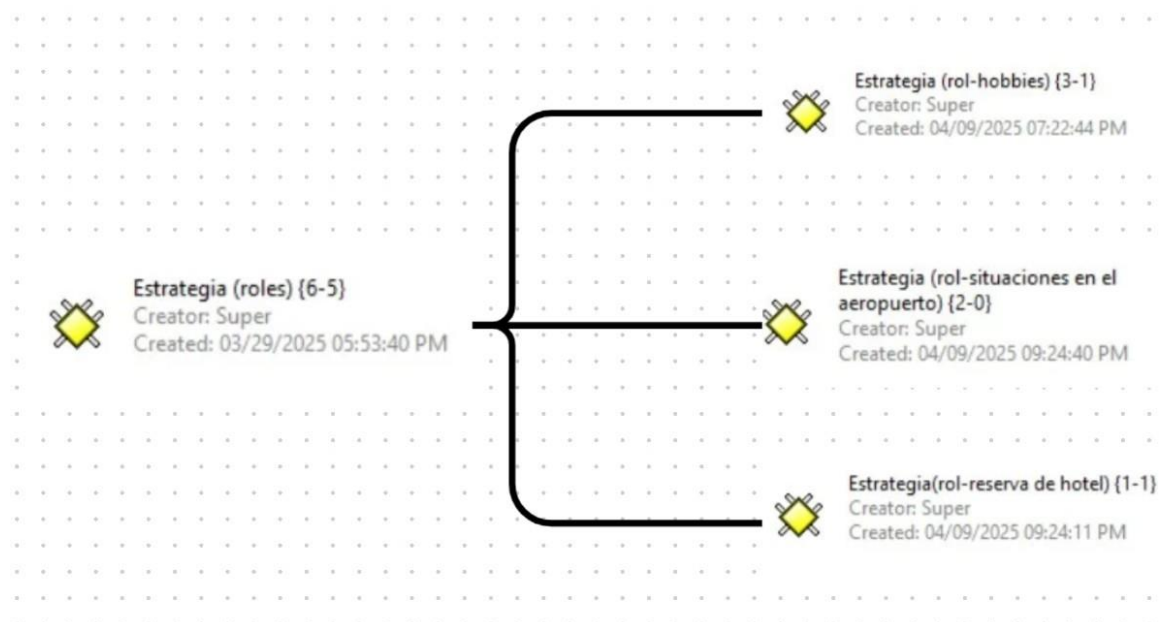 Estrategia (rol-hobbies) {3-1}
Creator: Super
Created: 04/09/2025 07:22:44 PM
Estrategia (roles) {6-5}
Creator: Super
Created: 03/29/2025 05:53:40 PM
Estrategia (rol-situaciones en el
aeropuerto) {2-0}
Creator: Super
Created: 04/09/2025 09:24:40 PM
Estrategia(rol-reserva de hotel) {1-1}
Creator: Super
Created: 04/09/2025 09:24:11 PM